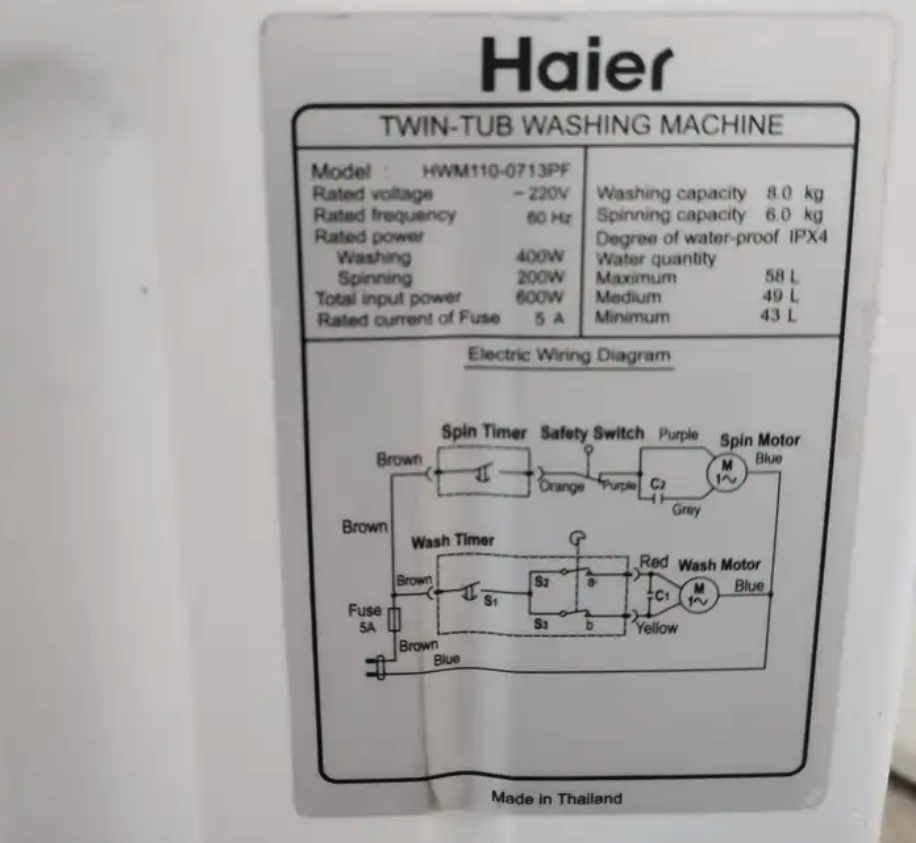 Haier
TWIN-TUB WASHING MACHINE
Model : HWM110-0713PF
Rated voltage ~ 220V
Rated frequency 60 Hz
Rated power
Washing 400W
Spinning 200W
Total input power 600W
Rated current of Fuse 5 A
Washing capacity 8.0 kg
Spinning capacity 6.0 kg
Degree of water-proof IPX4
Water quantity
Maximum 58 L
Medium 49 L
Minimum 43 L
Electric Wiring Diagram
Spin Timer Safety Switch Purple Spin Motor
Brown M 1~ Blue
Orange Purple C2
Grey
Brown
Wash Timer
Red Wash Motor
Brown S1 S2 a C1 M 1~ Blue
Fuse
5A
S3 b Yellow
Brown
Blue
Made in Thailand